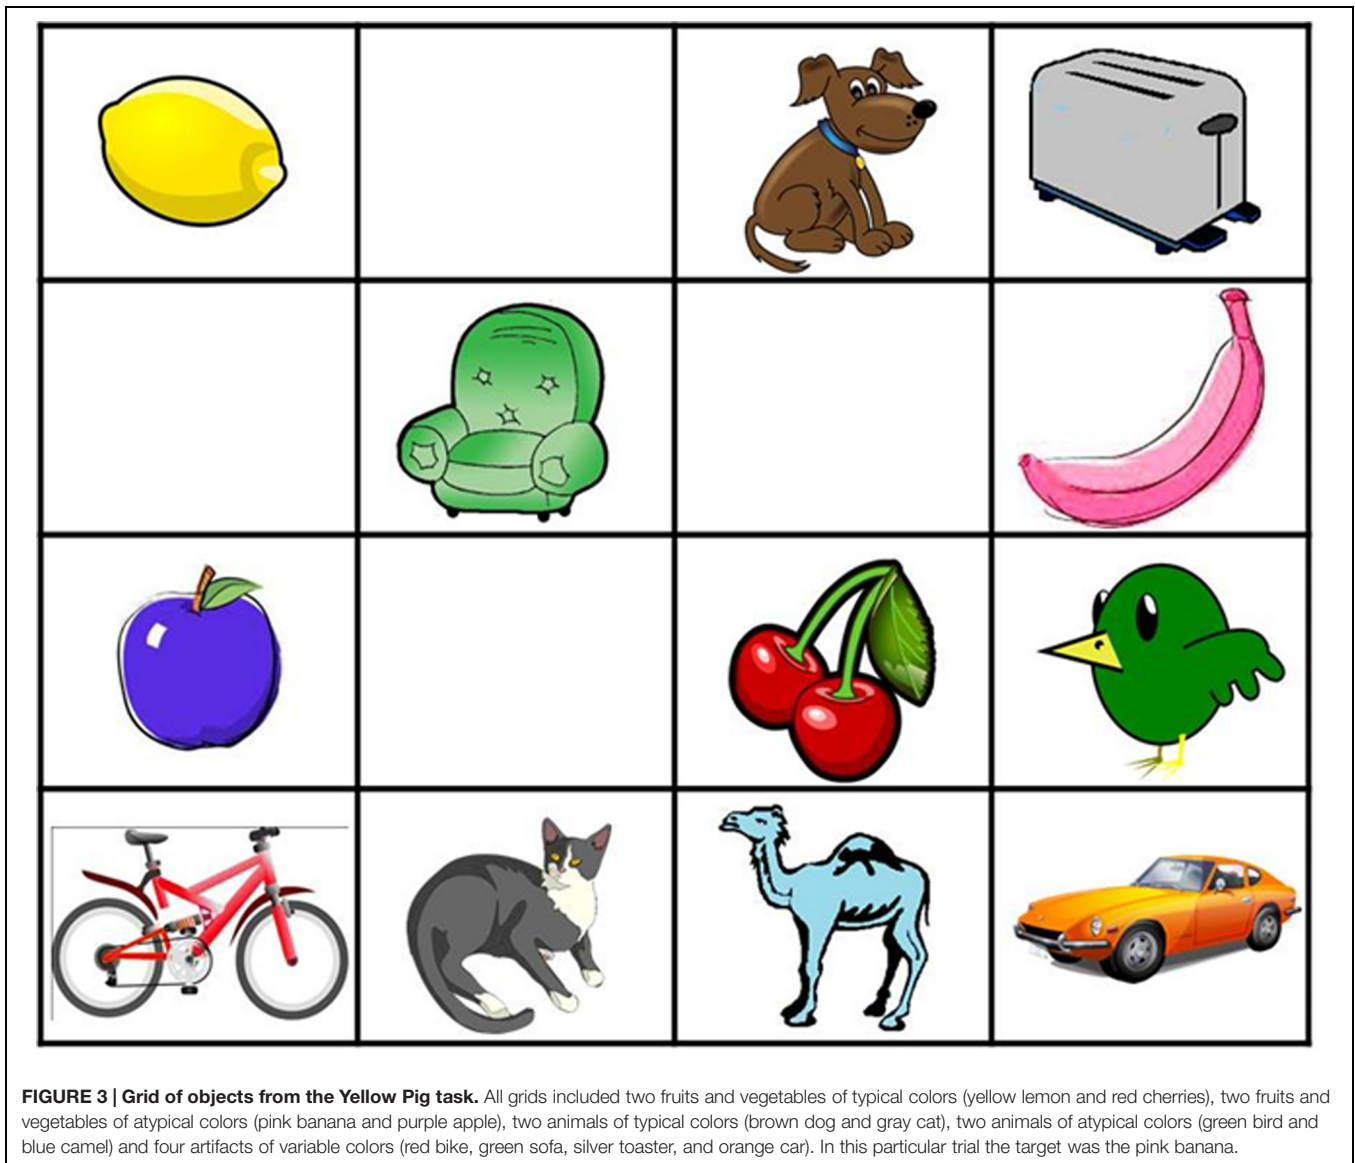 FIGURE 3 | Grid of objects from the Yellow Pig task. All grids included two fruits and vegetables of typical colors (yellow lemon and red cherries), two fruits and
vegetables of atypical colors (pink banana and purple apple), two animals of typical colors (brown dog and gray cat), two animals of atypical colors (green bird and
blue camel) and four artifacts of variable colors (red bike, green sofa, silver toaster, and orange car). In this particular trial the target was the pink banana.